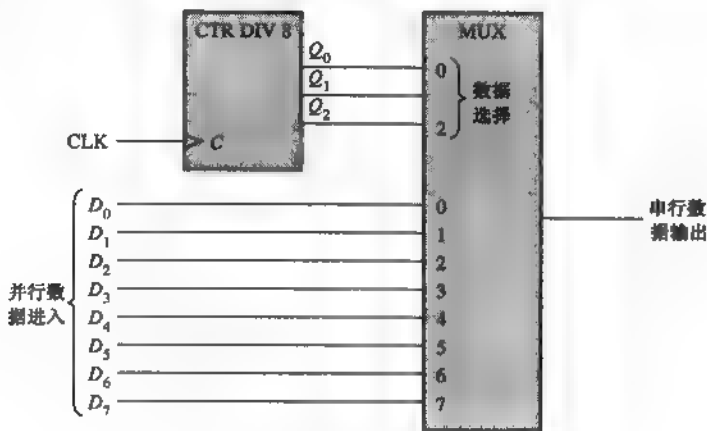 CTR DIV 8
MUX
Q₀
Q₁
Q₂
0
2
数据
选择
CLK
C
D₀
D₁
D₂
D₃
D₄
D₅
D₆
D₇
并行数
据进入
0
1
2
3
4
5
6
7
串行数
据输出